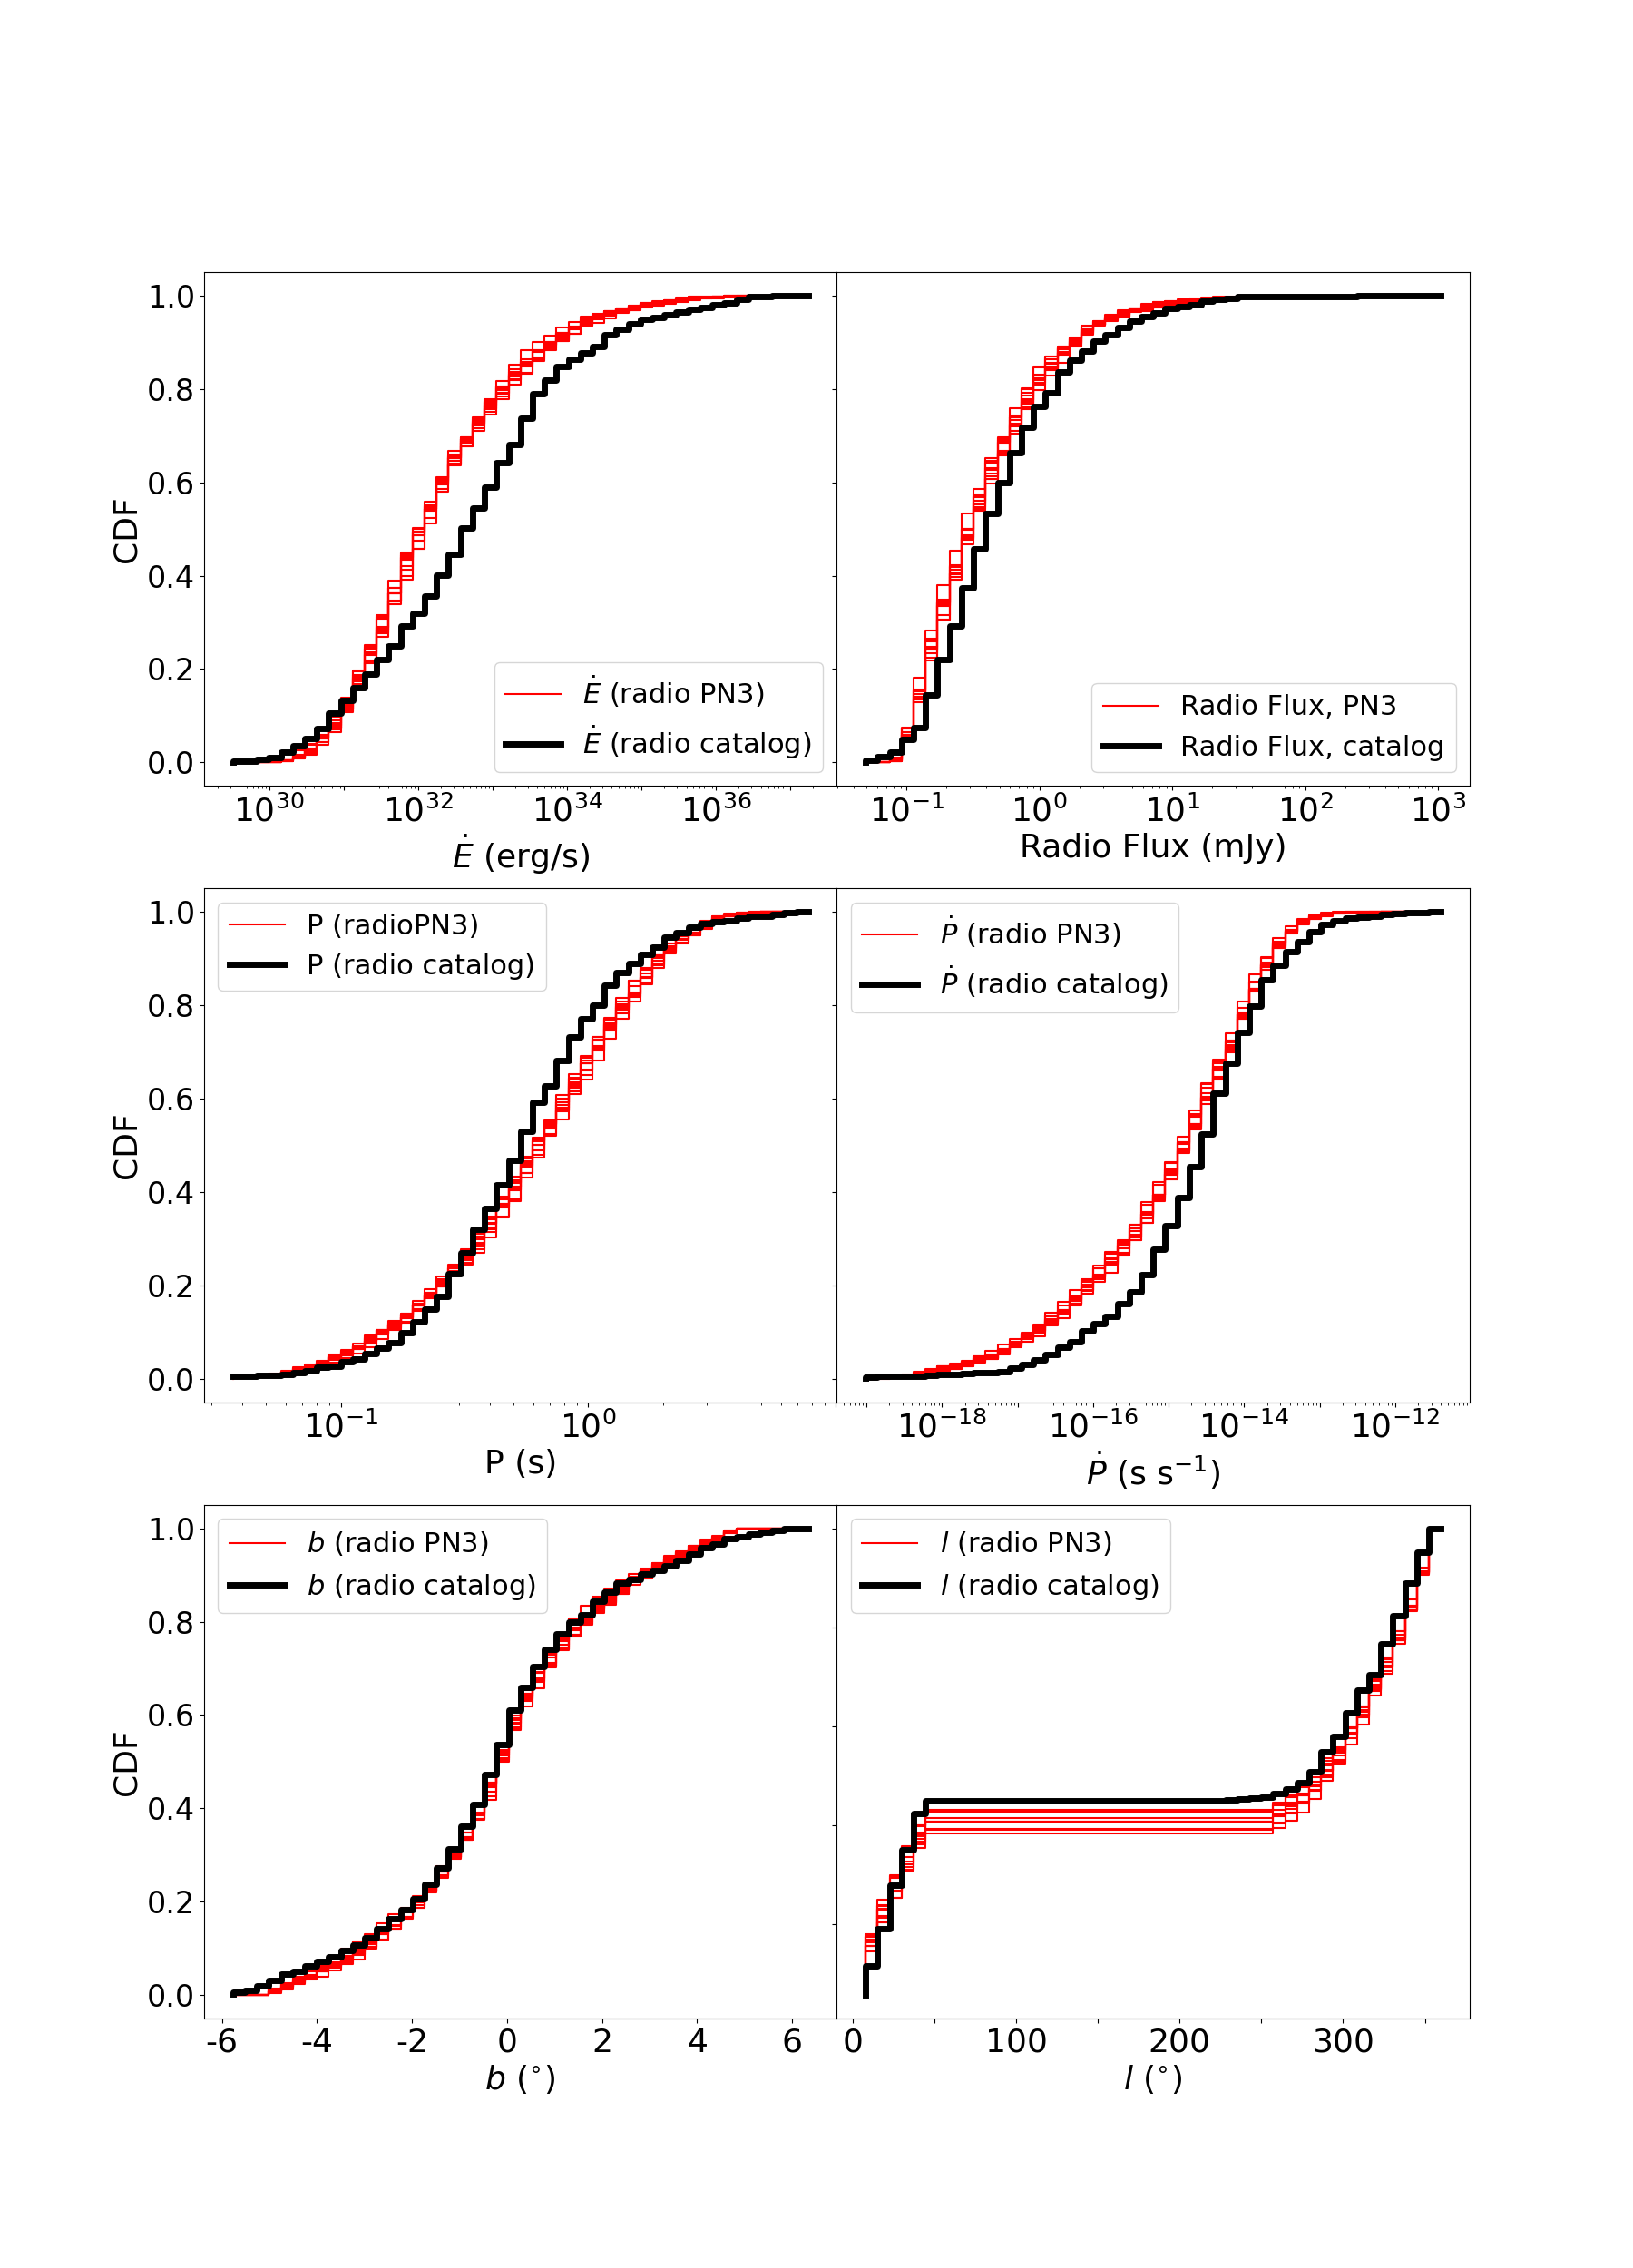 1.0
0.8
0.6
0.4
0.2
0.0
CDF
Ė (radio PN3)
Ė (radio catalog)
10^30 10^32 10^34 10^36
Ė (erg/s)
Radio Flux, PN3
Radio Flux, catalog
10^−1 10^0 10^1 10^2 10^3
Radio Flux (mJy)
1.0
0.8
0.6
0.4
0.2
0.0
CDF
P (radioPN3)
P (radio catalog)
10^−1 10^0
P (s)
Ṗ (radio PN3)
Ṗ (radio catalog)
10^−18 10^−16 10^−14 10^−12
Ṗ (s s^−1)
1.0
0.8
0.6
0.4
0.2
0.0
CDF
b (radio PN3)
b (radio catalog)
-6 -4 -2 0 2 4 6
b (°)
l (radio PN3)
l (radio catalog)
0 100 200 300
l (°)